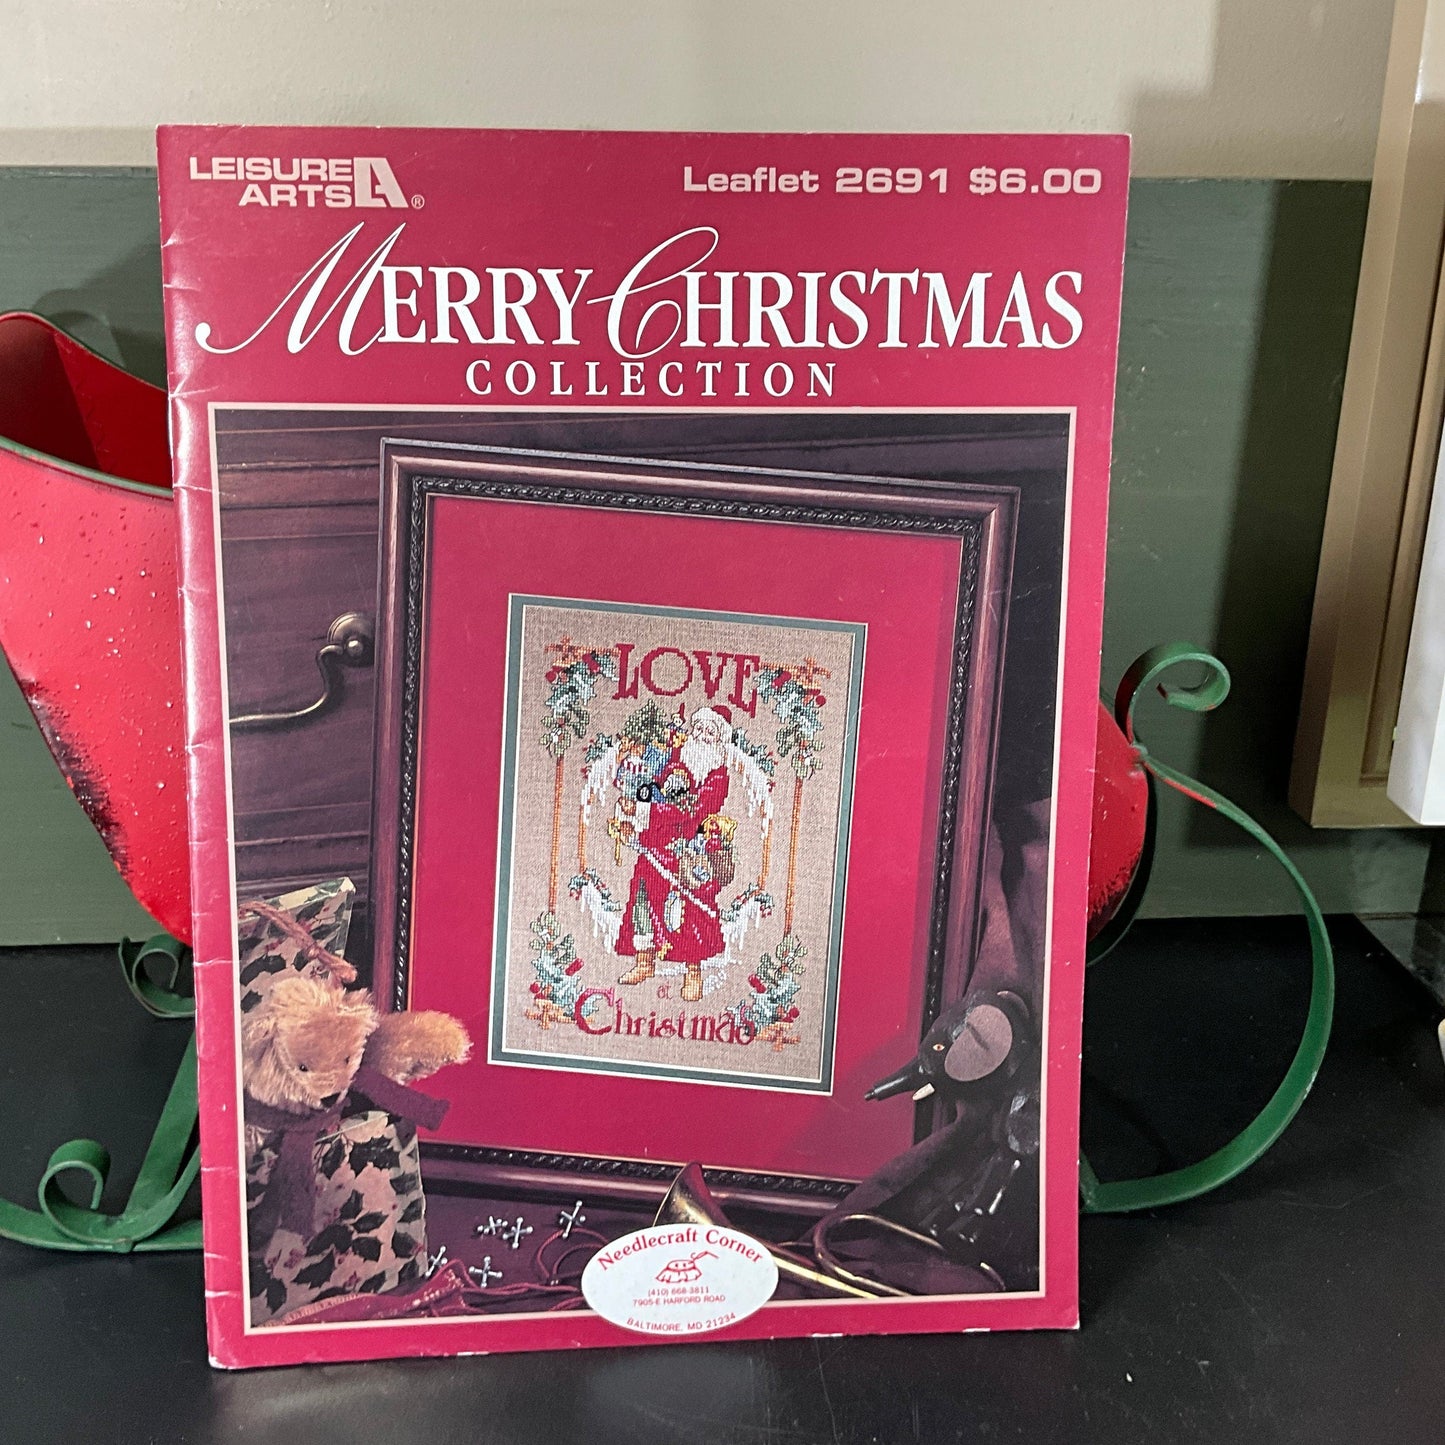 LEISURE
ARTS LA®
Leaflet 2691 $6.00
MERRY CHRISTMAS
COLLECTION
LOVE
at
Christmas
Needlecraft Corner
(410) 668-3811
7905-E HARFORD ROAD
BALTIMORE, MD 21234